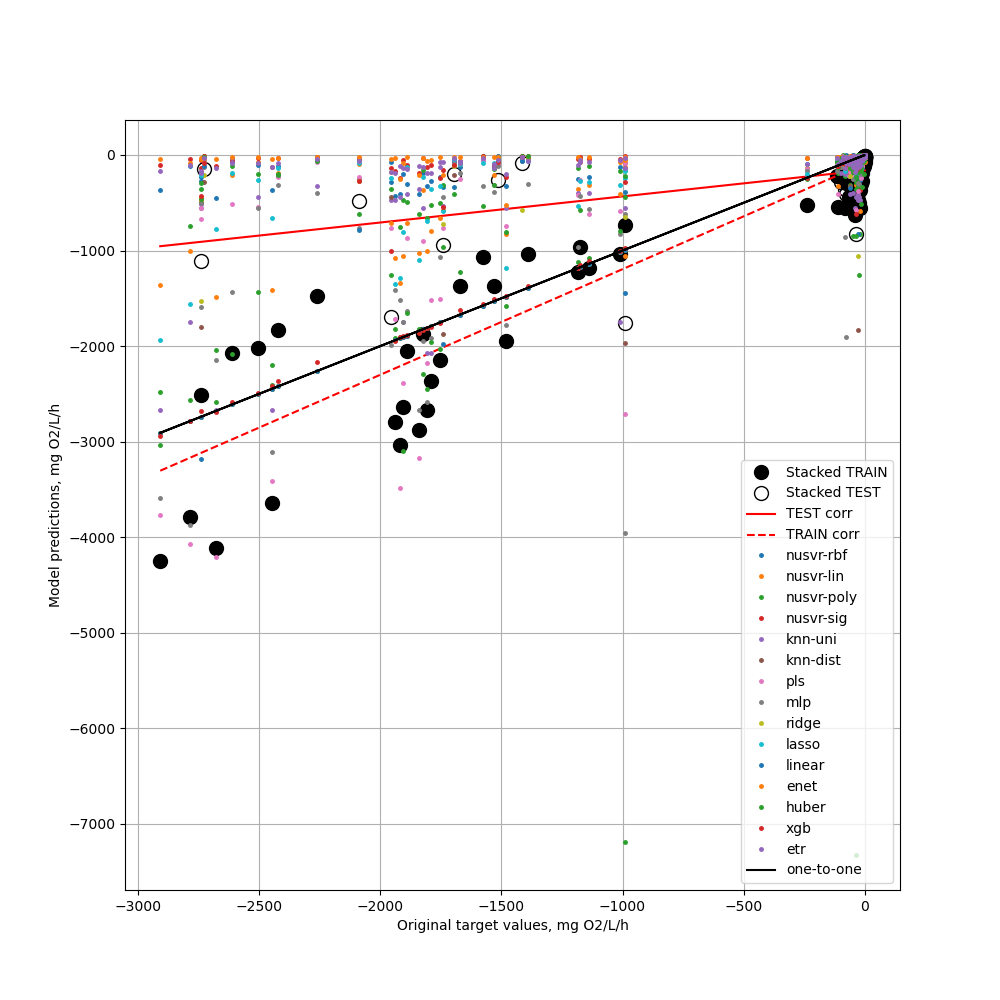 0
−1000
−2000
−3000
−4000
−5000
−6000
−7000
Model predictions, mg O2/L/h
Stacked TRAIN
Stacked TEST
TEST corr
TRAIN corr
nusvr-rbf
nusvr-lin
nusvr-poly
nusvr-sig
knn-uni
knn-dist
pls
mlp
ridge
lasso
linear
enet
huber
xgb
etr
one-to-one
−3000 −2500 −2000 −1500 −1000 −500 0
Original target values, mg O2/L/h